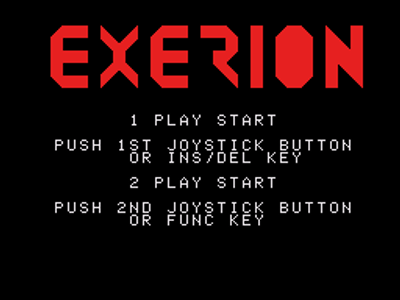 EXERION
1 PLAY START
PUSH 1ST JOYSTICK BUTTON
OR INS/DEL KEY
2 PLAY START
PUSH 2ND JOYSTICK BUTTON
OR FUNC KEY